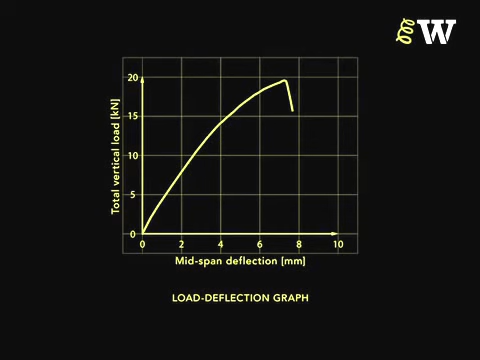 W
20
15
10
5
0
Total vertical load [kN]
0 2 4 6 8 10
Mid-span deflection [mm]
LOAD-DEFLECTION GRAPH